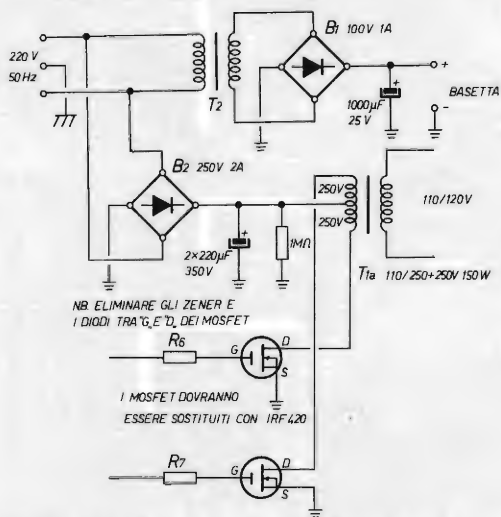 B1 100V 1A
220 V
50 Hz
T2
+
BASETTA
-
+
1000µF
25 V
B2 250V 2A
250V
250V
110/120V
+
2×220µF
350V
1MΩ
T1a 110/250+250V 150W
NB. ELIMINARE GLI ZENER E
I DIODI TRA "G" E "D" DEI MOSFET
R6
G
D
S
I MOSFET DOVRANNO
ESSERE SOSTITUITI CON IRF420
R7
G
D
S